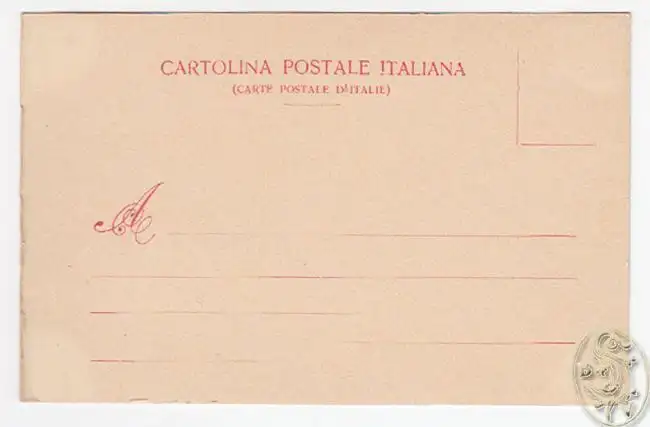 CARTOLINA POSTALE ITALIANA
(CARTE POSTALE D'ITALIE)
A